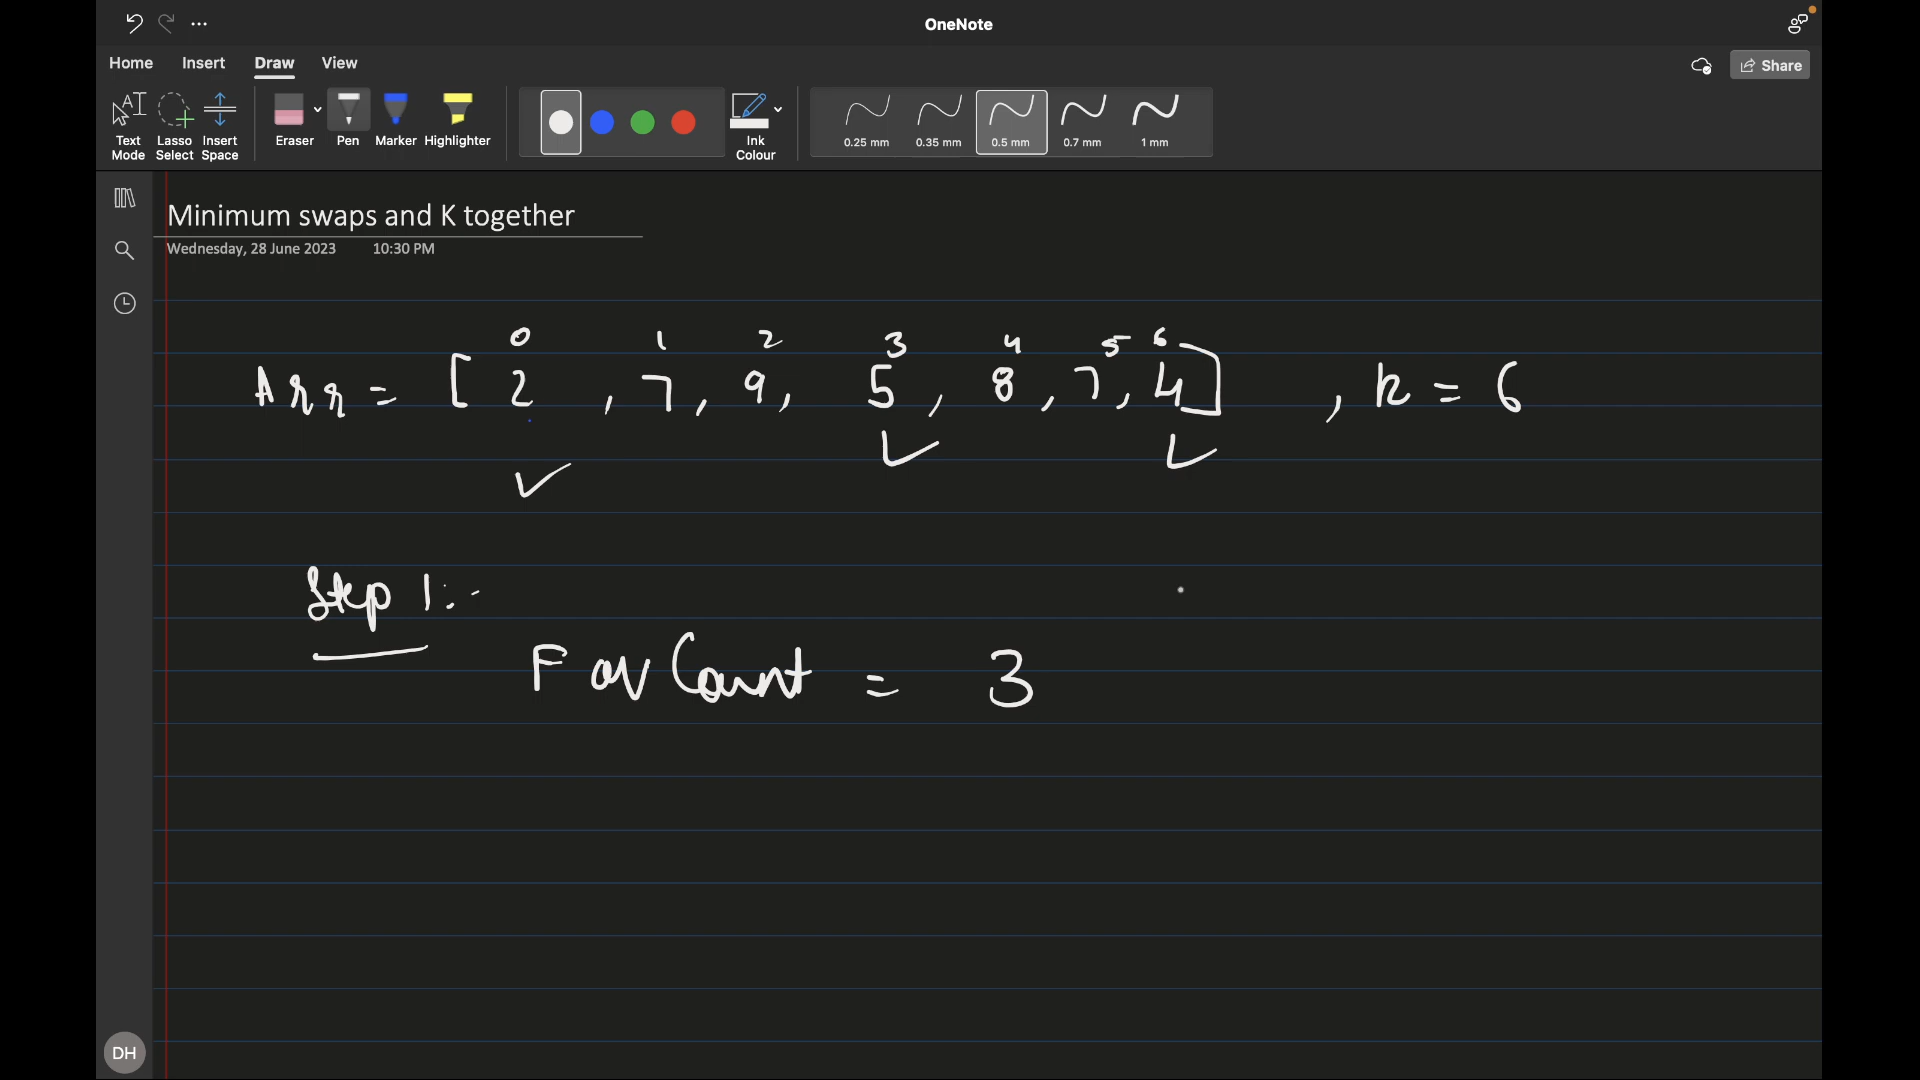 OneNote
Home Insert Draw View
Share
Text Mode
Lasso Select
Insert Space
Eraser
Pen
Marker
Highlighter
Ink Colour
0.25 mm
0.35 mm
0.5 mm
0.7 mm
1 mm
Minimum swaps and K together
Wednesday, 28 June 2023 10:30 PM
0 1 2 3 4 5 6
Arr = [ 2 , 7 , 9 , 5 , 8 , 7 , 4 ] , k = 6
Step 1 :-
Fav Count = 3
DH